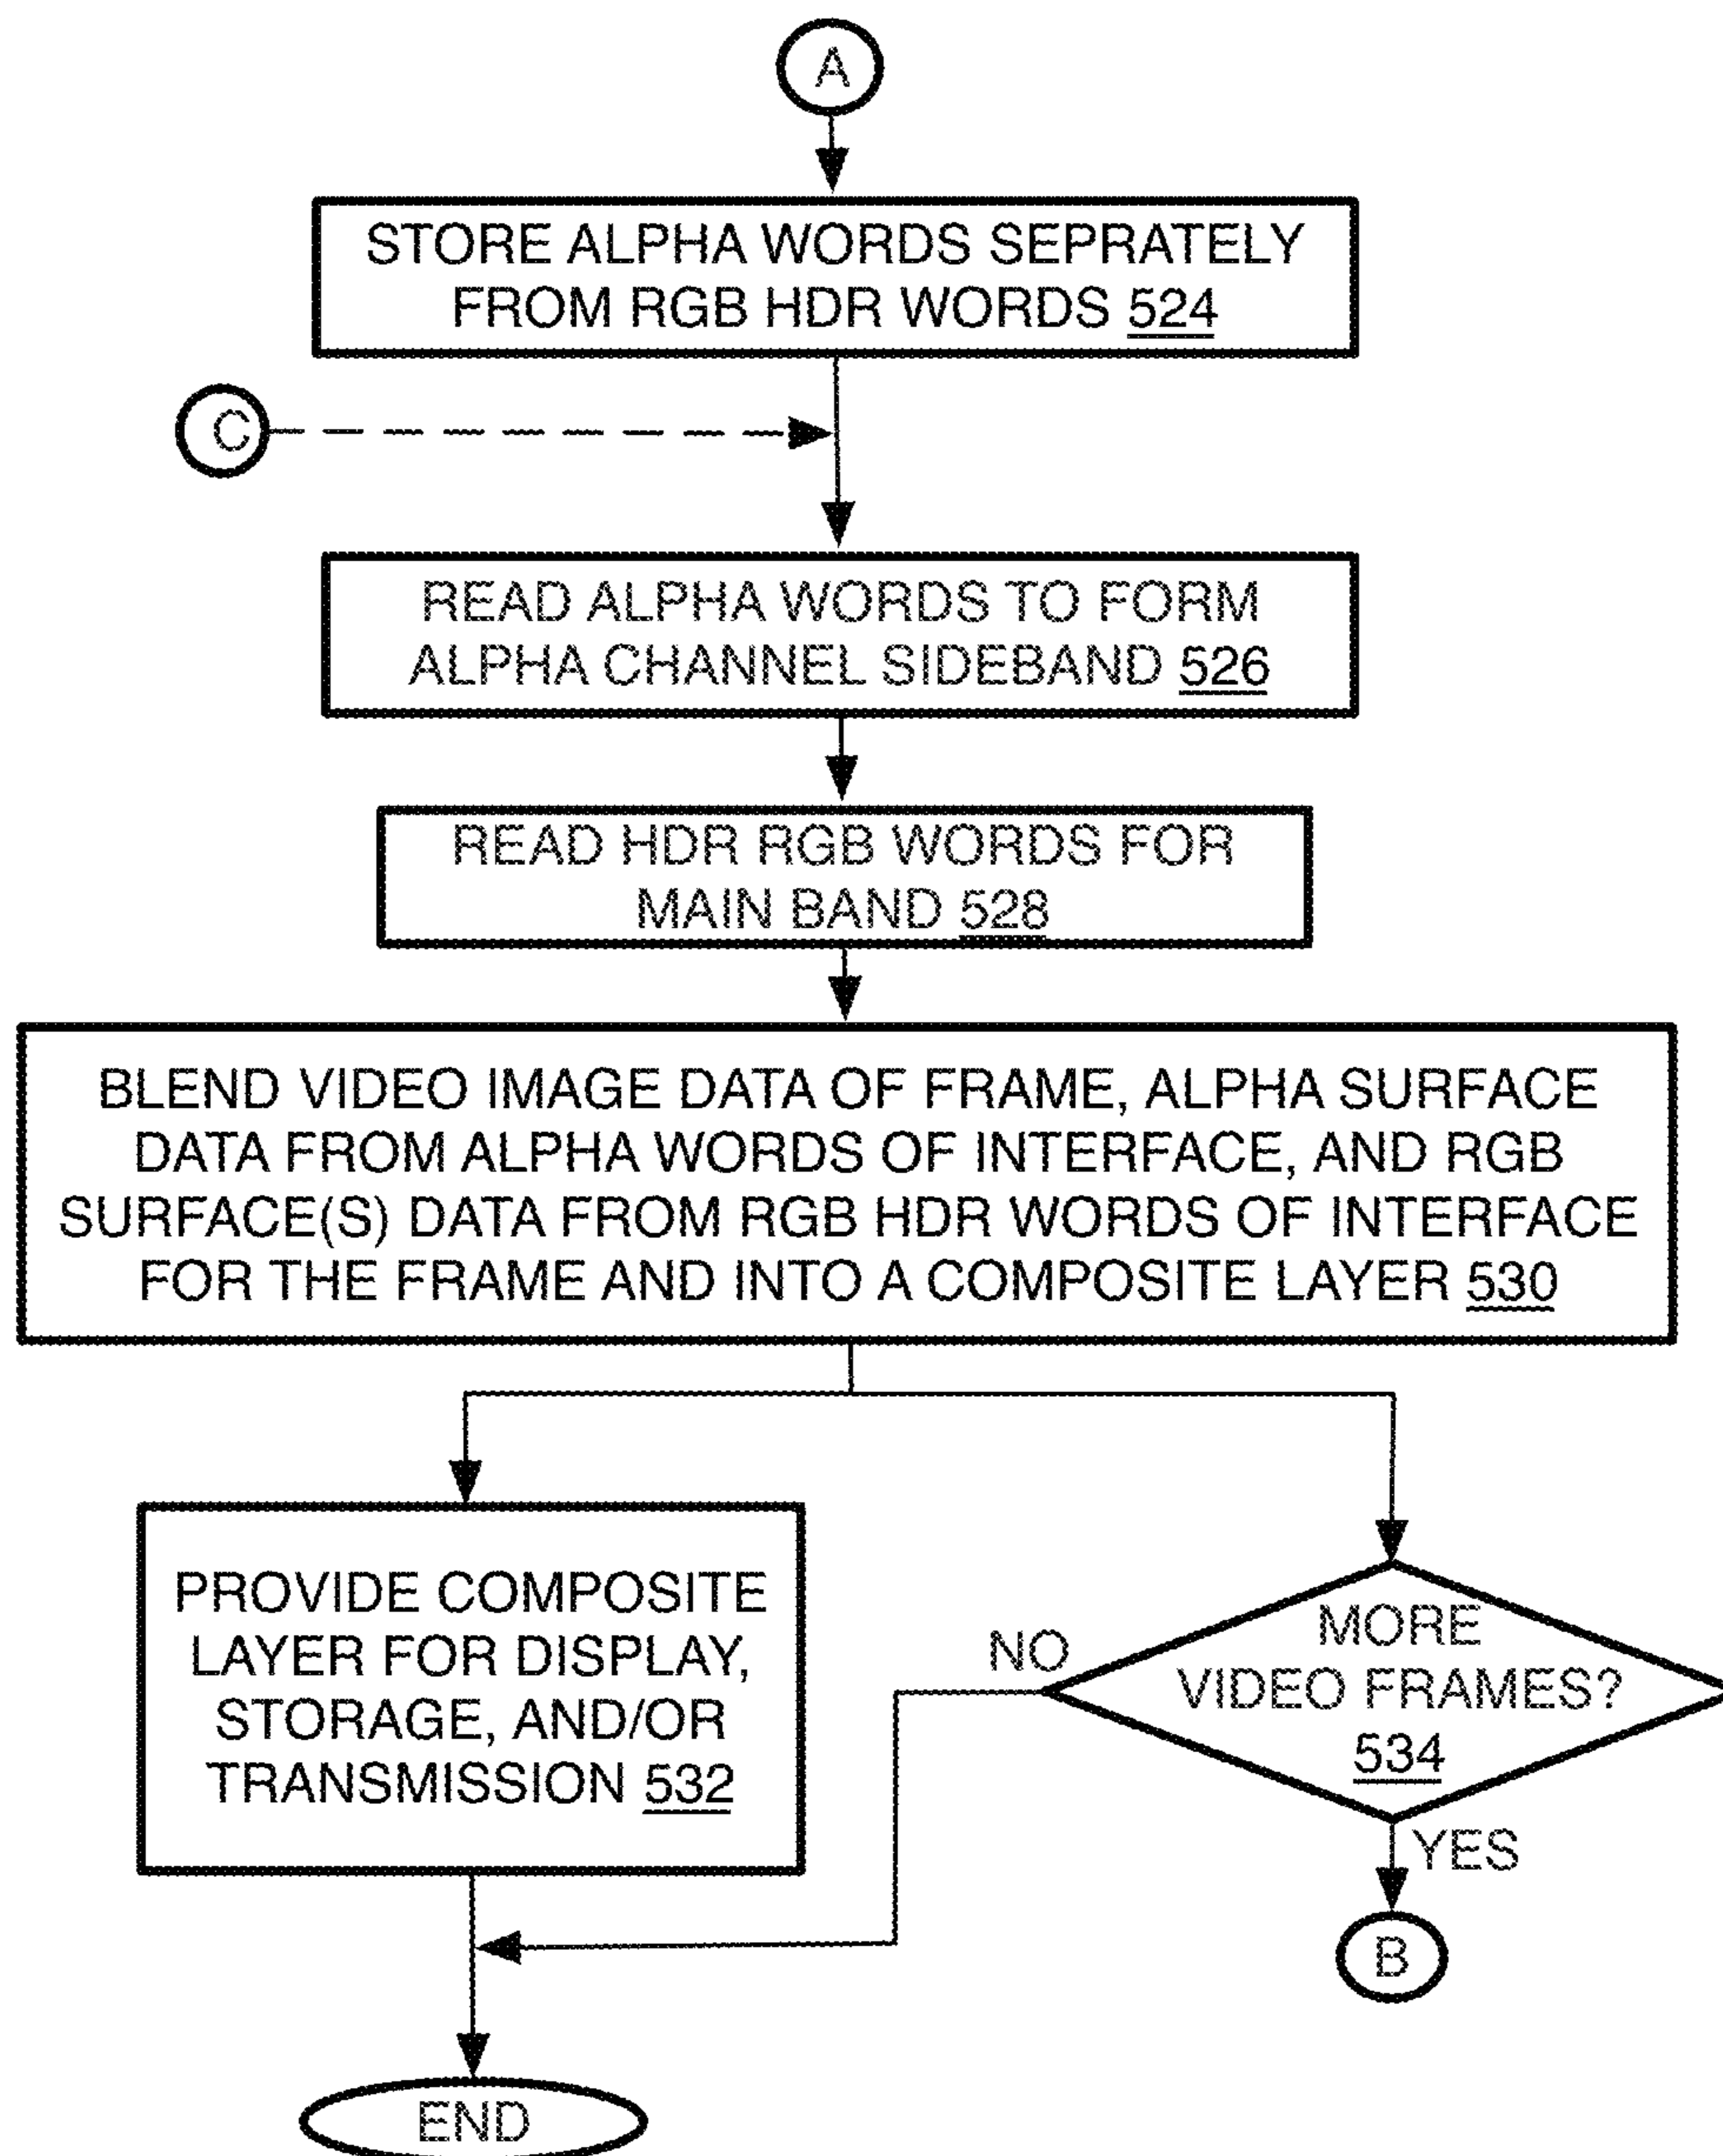 A
STORE ALPHA WORDS SEPRATELY
FROM RGB HDR WORDS 524
C
READ ALPHA WORDS TO FORM
ALPHA CHANNEL SIDEBAND 526
READ HDR RGB WORDS FOR
MAIN BAND 528
BLEND VIDEO IMAGE DATA OF FRAME, ALPHA SURFACE
DATA FROM ALPHA WORDS OF INTERFACE, AND RGB
SURFACE(S) DATA FROM RGB HDR WORDS OF INTERFACE
FOR THE FRAME AND INTO A COMPOSITE LAYER 530
PROVIDE COMPOSITE
LAYER FOR DISPLAY,
STORAGE, AND/OR
TRANSMISSION 532
NO
MORE
VIDEO FRAMES?
534
YES
B
END